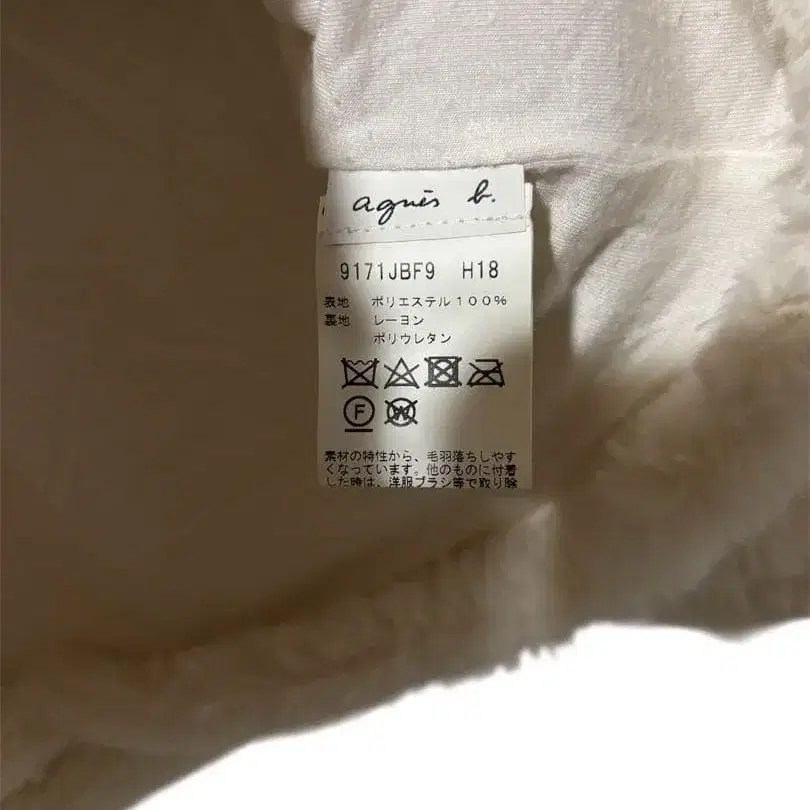 agnès b.
9171JBF9 H18
表地 ポリエステル100%
裏地 レーヨン
ポリウレタン
F W
素材の特性から、毛羽落ちしやす
くなっています。他のものに付着
した時は、洋服ブラシ等で取り除